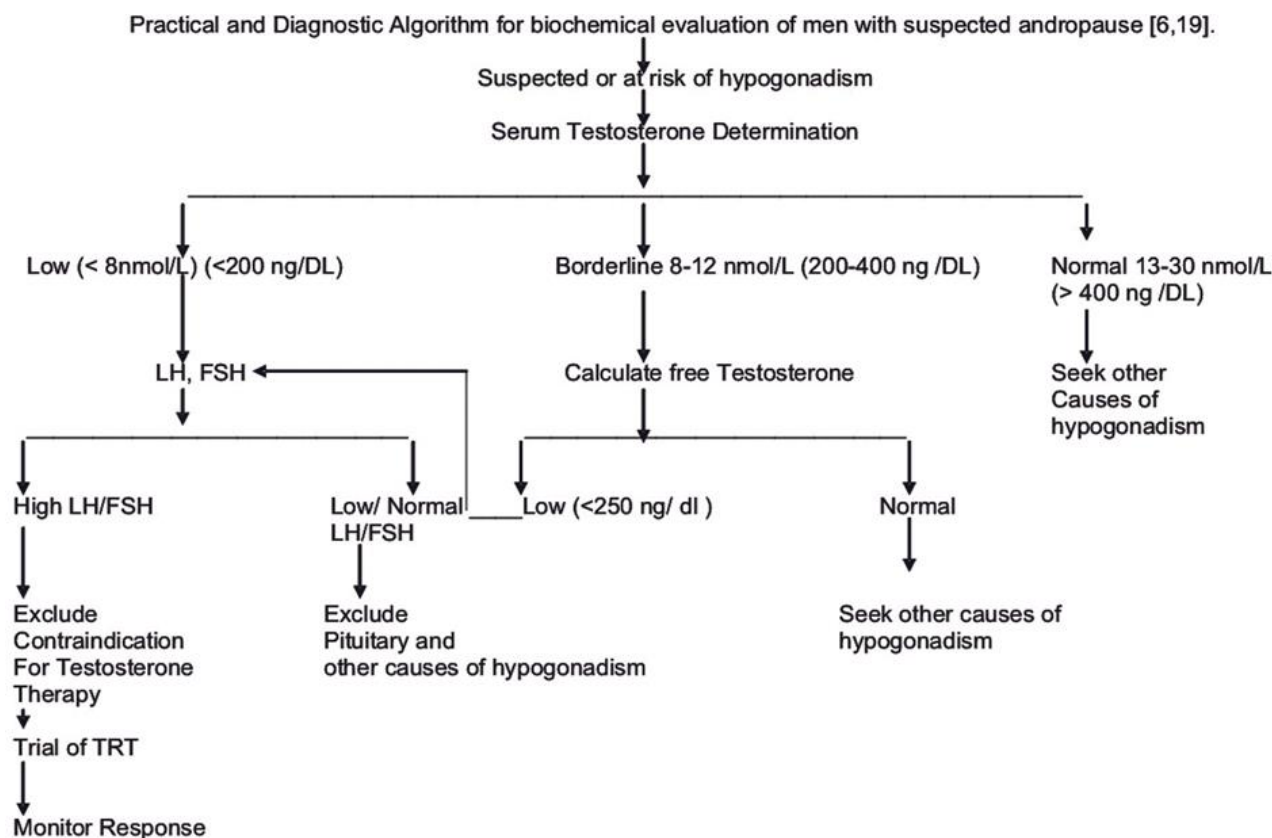 Practical and Diagnostic Algorithm for biochemical evaluation of men with suspected andropause [6,19].
Suspected or at risk of hypogonadism
Serum Testosterone Determination
Low (< 8nmol/L) (<200 ng/DL)
Borderline 8-12 nmol/L (200-400 ng /DL)
Normal 13-30 nmol/L
(> 400 ng /DL)
LH, FSH
Calculate free Testosterone
Seek other
Causes of
hypogonadism
High LH/FSH
Low/ Normal
LH/FSH
Low (<250 ng/ dl )
Normal
Exclude
Contraindication
For Testosterone
Therapy
Exclude
Pituitary and
other causes of hypogonadism
Seek other causes of
hypogonadism
Trial of TRT
Monitor Response